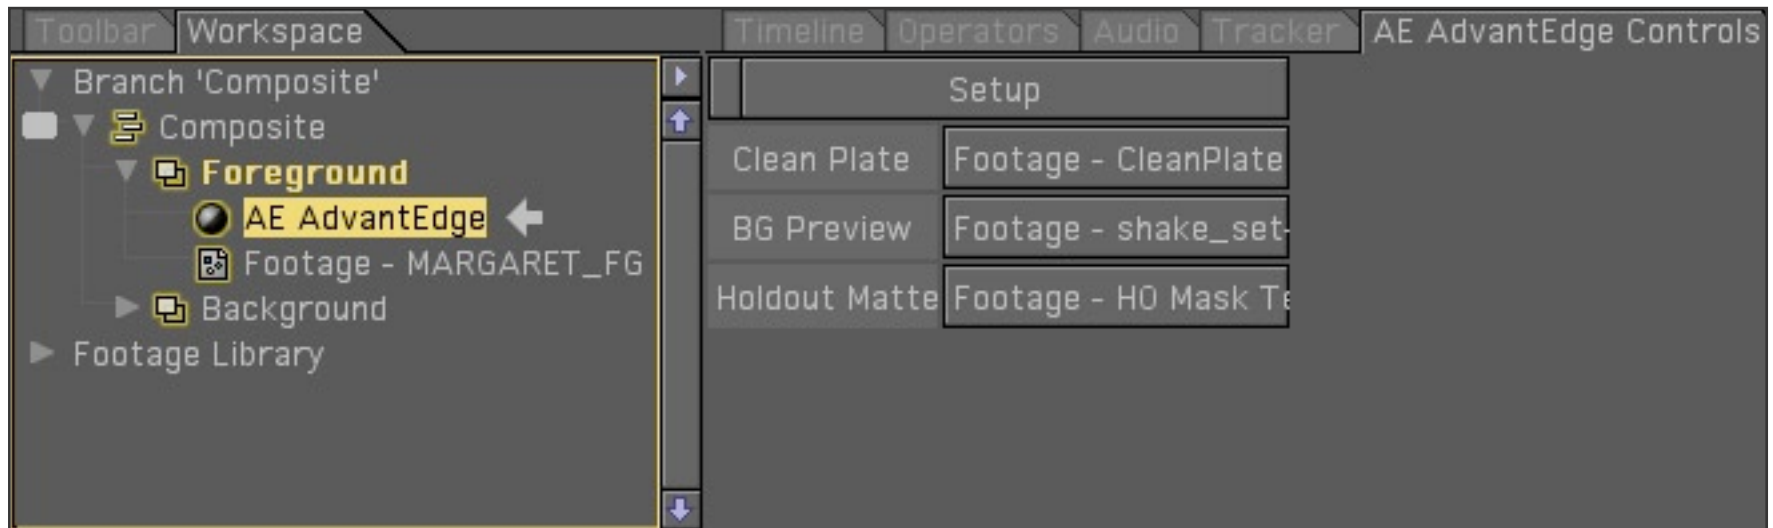 Toolbar Workspace
Branch 'Composite'
Composite
Foreground
AE AdvantEdge
Footage - MARGARET_FG
Background
Footage Library
Timeline Operators Audio Tracker AE AdvantEdge Controls
Setup
Clean Plate Footage - CleanPlate
BG Preview Footage - shake_set-
Holdout Matte Footage - HO Mask Te